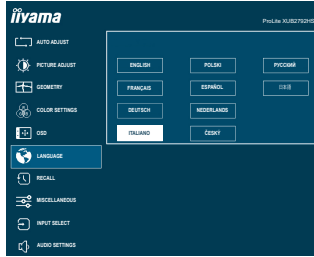 iiyama
ProLite XUB2792HS
AUTO ADJUST
PICTURE ADJUST
GEOMETRY
COLOR SETTINGS
OSD
LANGUAGE
RECALL
MISCELLANEOUS
INPUT SELECT
AUDIO SETTINGS
ENGLISH POLSKI РУССКИЙ
FRANÇAIS ESPAÑOL 日本語
DEUTSCH NEDERLANDS
ITALIANO ČESKÝ